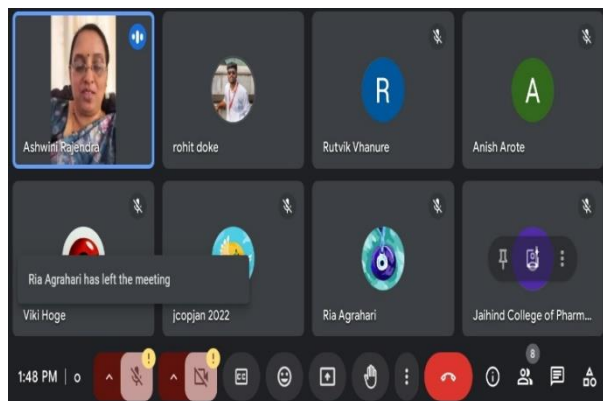 R
A
Ashwini Rajendra
rohit doke
Rutvik Vhanure
Anish Arote
Ria Agrahari has left the meeting
Viki Hoge
jcopjan 2022
Ria Agrahari
Jaihind College of Pharm...
8
1:48 PM | o
CC